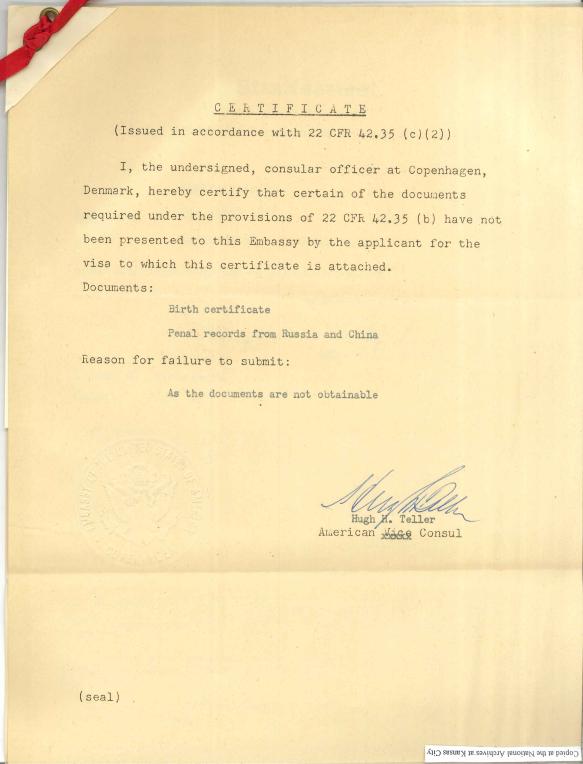 CERTIFICATE
(Issued in accordance with 22 CFR 42.35 (c)(2))
I, the undersigned, consular officer at Copenhagen,
Denmark, hereby certify that certain of the documents
required under the provisions of 22 CFR 42.35 (b) have not
been presented to this Embassy by the applicant for the
visa to which this certificate is attached.
Documents:
Birth certificate
Penal records from Russia and China
Reason for failure to submit:
As the documents are not obtainable
Hugh H. Teller
American Vice Consul
(seal)
Copied at the National Archives at Kansas City